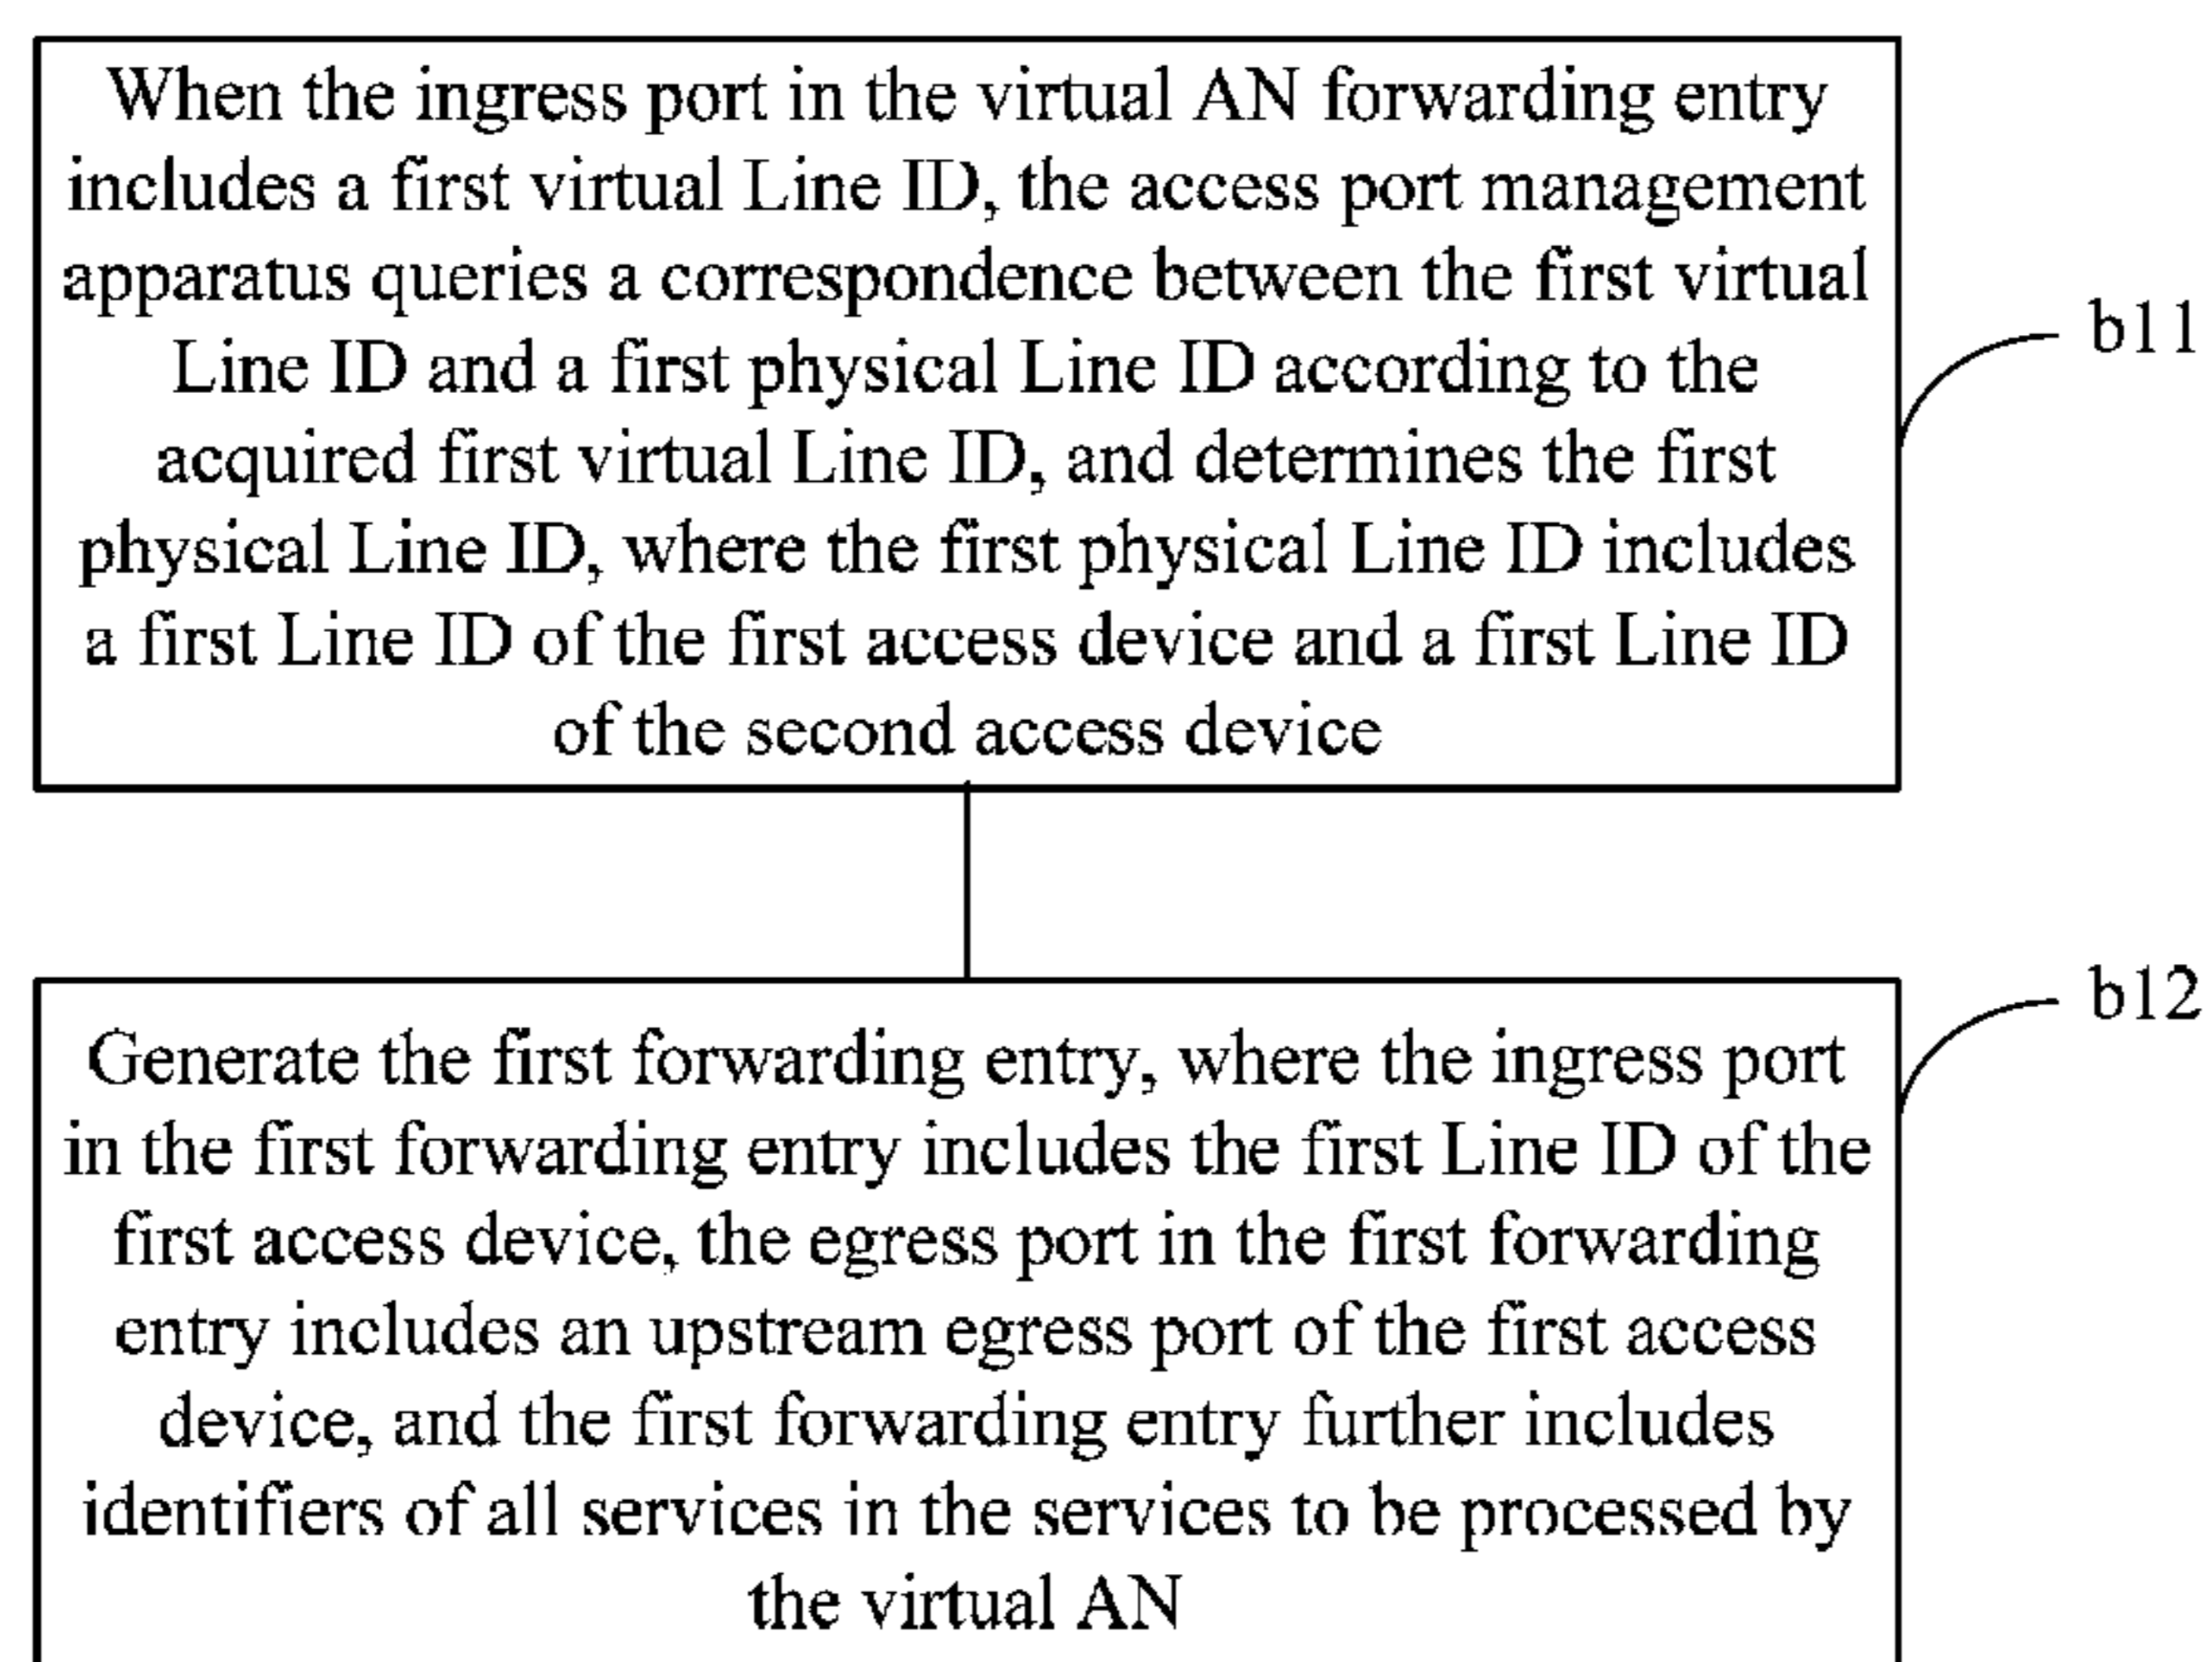 When the ingress port in the virtual AN forwarding entry
includes a first virtual Line ID, the access port management
apparatus queries a correspondence between the first virtual
Line ID and a first physical Line ID according to the
acquired first virtual Line ID, and determines the first
physical Line ID, where the first physical Line ID includes
a first Line ID of the first access device and a first Line ID
of the second access device
b11
Generate the first forwarding entry, where the ingress port
in the first forwarding entry includes the first Line ID of the
first access device, the egress port in the first forwarding
entry includes an upstream egress port of the first access
device, and the first forwarding entry further includes
identifiers of all services in the services to be processed by
the virtual AN
b12